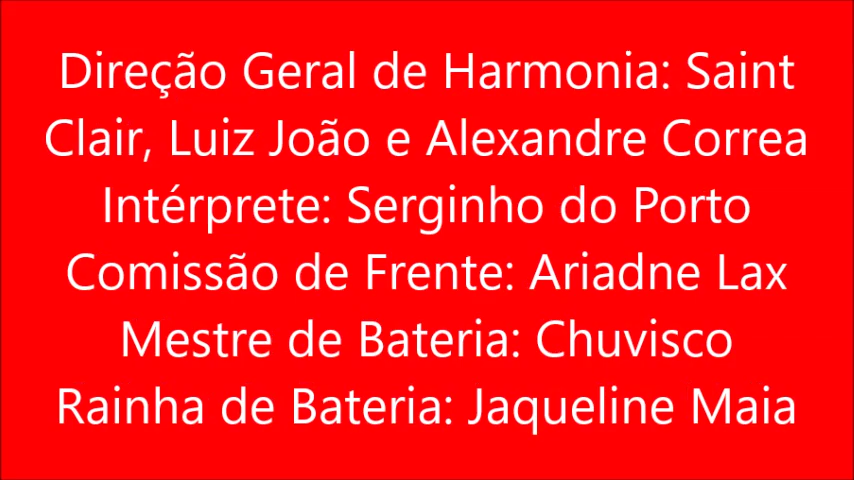 Direção Geral de Harmonia: Saint
Clair, Luiz João e Alexandre Correa
Intérprete: Serginho do Porto
Comissão de Frente: Ariadne Lax
Mestre de Bateria: Chuvisco
Rainha de Bateria: Jaqueline Maia